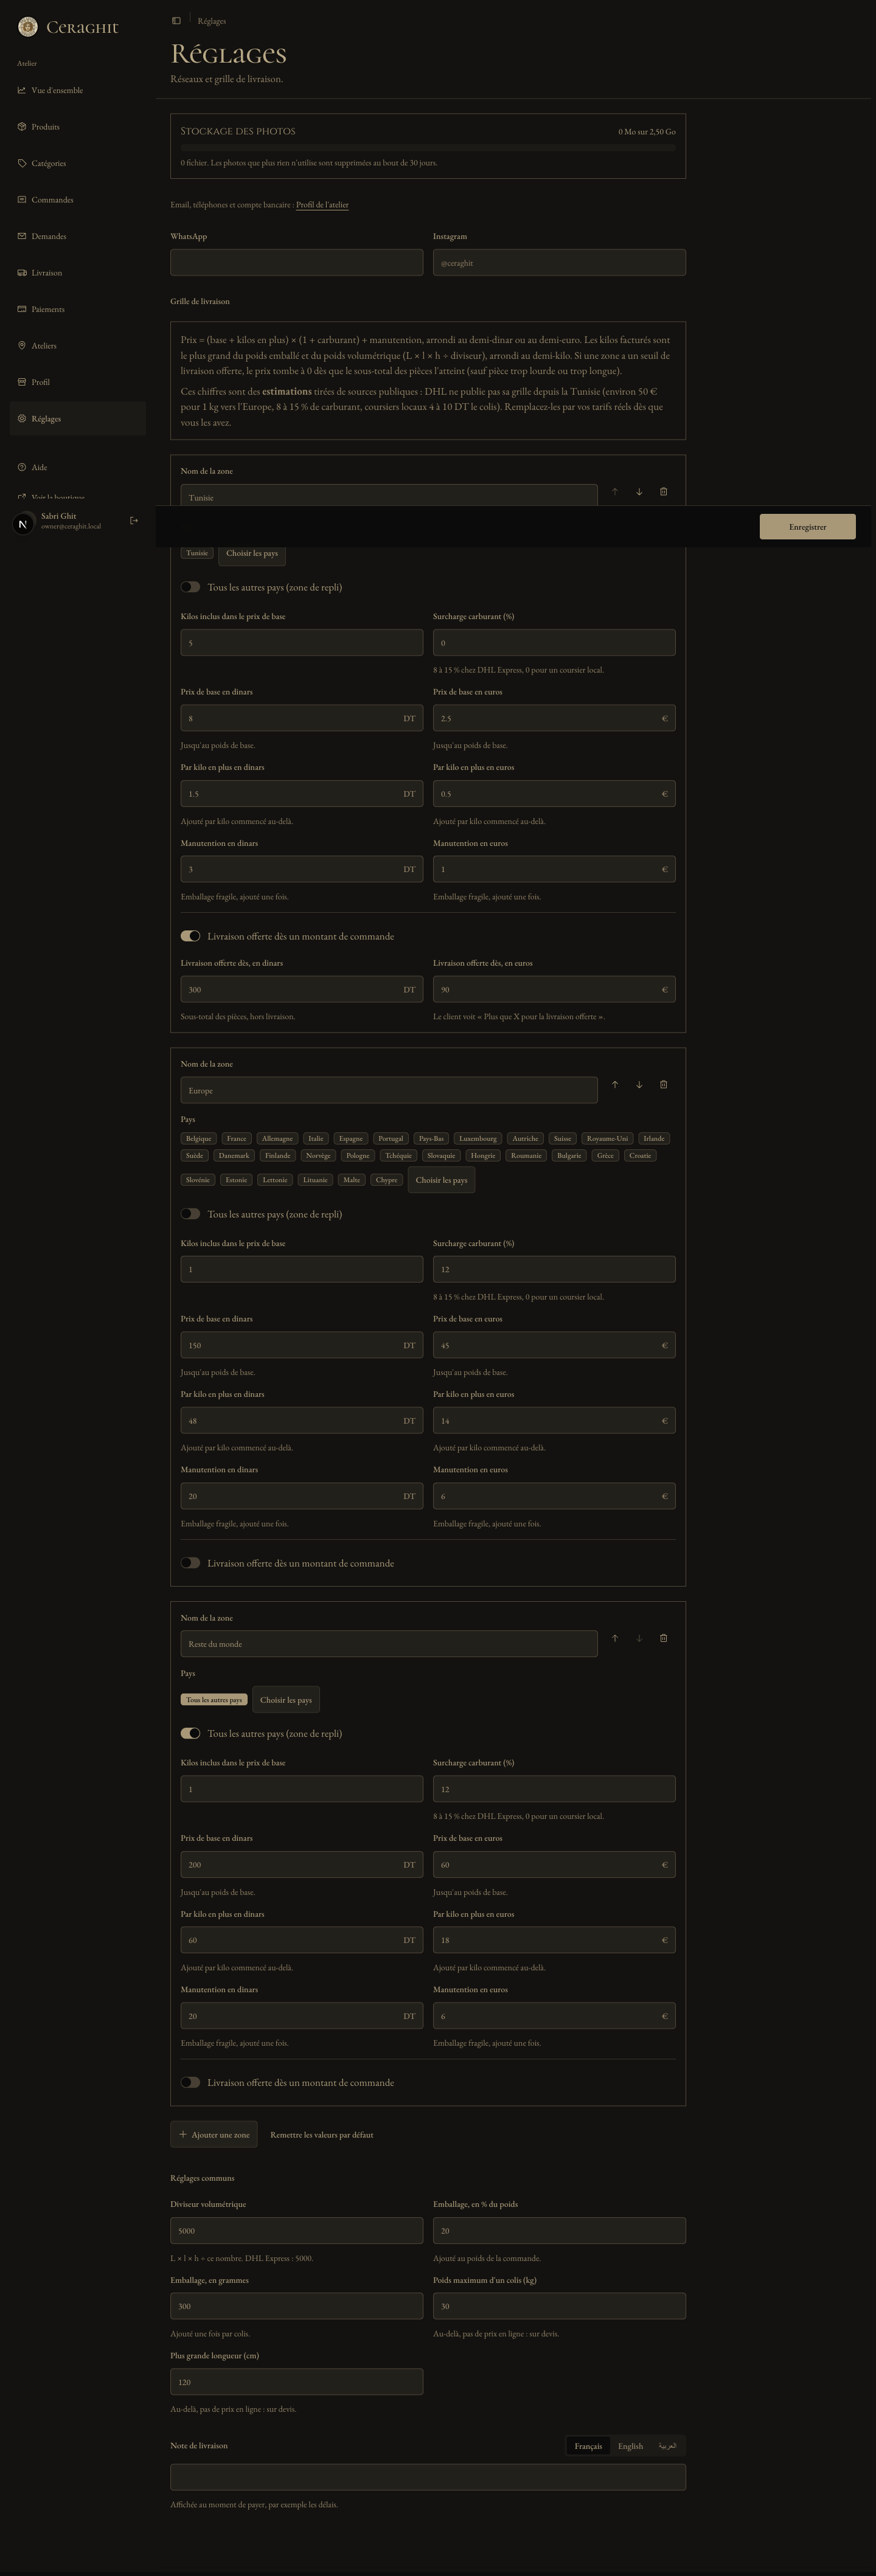 Ceraghit
Atelier
Vue d'ensemble
Produits
Catégories
Commandes
Demandes
Livraison
Paiements
Ateliers
Profil
Réglages
Aide
Voir la boutique
Sabri Ghit
owner@ceraghit.local
N
Réglages
Réglages
Réseaux et grille de livraison.
Stockage des photos
0 Mo sur 2,50 Go
0 fichier. Les photos que plus rien n'utilise sont supprimées au bout de 30 jours.
Email, téléphones et compte bancaire : Profil de l'atelier
WhatsApp
Instagram
@ceraghit
Grille de livraison
Prix = (base + kilos en plus) × (1 + carburant) + manutention, arrondi au demi-dinar ou au demi-euro. Les kilos facturés sont
le plus grand du poids emballé et du poids volumétrique (L × l × h ÷ diviseur), arrondi au demi-kilo. Si une zone a un seuil de
livraison offerte, le prix tombe à 0 dès que le sous-total des pièces l'atteint (sauf pièce trop lourde ou trop longue).
Ces chiffres sont des estimations tirées de sources publiques : DHL ne publie pas sa grille depuis la Tunisie (environ 50 €
pour 1 kg vers l'Europe, 8 à 15 % de carburant, coursiers locaux 4 à 10 DT le colis). Remplacez-les par vos tarifs réels dès que
vous les avez.
Nom de la zone
Tunisie
Enregistrer
Tunisie
Choisir les pays
Tous les autres pays (zone de repli)
Kilos inclus dans le prix de base
Surcharge carburant (%)
5
0
8 à 15 % chez DHL Express, 0 pour un coursier local.
Prix de base en dinars
Prix de base en euros
8 DT
2.5 €
Jusqu'au poids de base.
Jusqu'au poids de base.
Par kilo en plus en dinars
Par kilo en plus en euros
1.5 DT
0.5 €
Ajouté par kilo commencé au-delà.
Ajouté par kilo commencé au-delà.
Manutention en dinars
Manutention en euros
3 DT
1 €
Emballage fragile, ajouté une fois.
Emballage fragile, ajouté une fois.
Livraison offerte dès un montant de commande
Livraison offerte dès, en dinars
Livraison offerte dès, en euros
300 DT
90 €
Sous-total des pièces, hors livraison.
Le client voit « Plus que X pour la livraison offerte ».
Nom de la zone
Europe
Pays
Belgique France Allemagne Italie Espagne Portugal Pays-Bas Luxembourg Autriche Suisse Royaume-Uni Irlande
Suède Danemark Finlande Norvège Pologne Tchéquie Slovaquie Hongrie Roumanie Bulgarie Grèce Croatie
Slovénie Estonie Lettonie Lituanie Malte Chypre Choisir les pays
Tous les autres pays (zone de repli)
Kilos inclus dans le prix de base
Surcharge carburant (%)
1
12
8 à 15 % chez DHL Express, 0 pour un coursier local.
Prix de base en dinars
Prix de base en euros
150 DT
45 €
Jusqu'au poids de base.
Jusqu'au poids de base.
Par kilo en plus en dinars
Par kilo en plus en euros
48 DT
14 €
Ajouté par kilo commencé au-delà.
Ajouté par kilo commencé au-delà.
Manutention en dinars
Manutention en euros
20 DT
6 €
Emballage fragile, ajouté une fois.
Emballage fragile, ajouté une fois.
Livraison offerte dès un montant de commande
Nom de la zone
Reste du monde
Pays
Tous les autres pays
Choisir les pays
Tous les autres pays (zone de repli)
Kilos inclus dans le prix de base
Surcharge carburant (%)
1
12
8 à 15 % chez DHL Express, 0 pour un coursier local.
Prix de base en dinars
Prix de base en euros
200 DT
60 €
Jusqu'au poids de base.
Jusqu'au poids de base.
Par kilo en plus en dinars
Par kilo en plus en euros
60 DT
18 €
Ajouté par kilo commencé au-delà.
Ajouté par kilo commencé au-delà.
Manutention en dinars
Manutention en euros
20 DT
6 €
Emballage fragile, ajouté une fois.
Emballage fragile, ajouté une fois.
Livraison offerte dès un montant de commande
Ajouter une zone
Remettre les valeurs par défaut
Réglages communs
Diviseur volumétrique
Emballage, en % du poids
5000
20
L × l × h ÷ ce nombre. DHL Express : 5000.
Ajouté au poids de la commande.
Emballage, en grammes
Poids maximum d'un colis (kg)
300
30
Ajouté une fois par colis.
Au-delà, pas de prix en ligne : sur devis.
Plus grande longueur (cm)
120
Au-delà, pas de prix en ligne : sur devis.
Note de livraison
Français English العربية
Affichée au moment de payer, par exemple les délais.